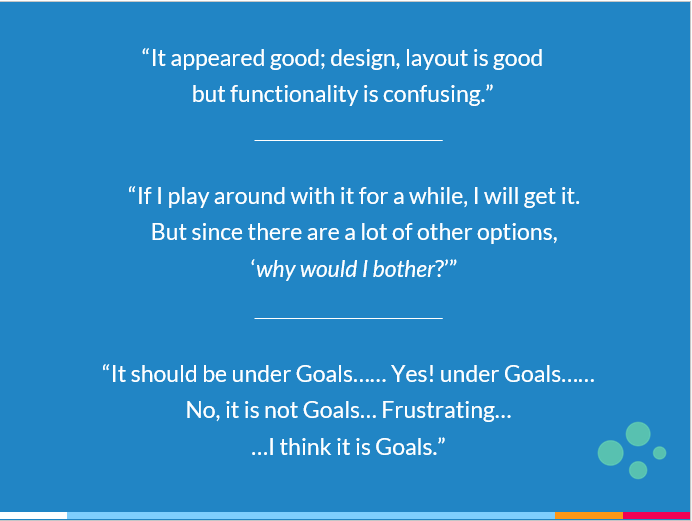 “It appeared good; design, layout is good
but functionality is confusing.”
“If I play around with it for a while, I will get it.
But since there are a lot of other options,
‘why would I bother?’”
“It should be under Goals…… Yes! under Goals……
No, it is not Goals… Frustrating…
…I think it is Goals.”